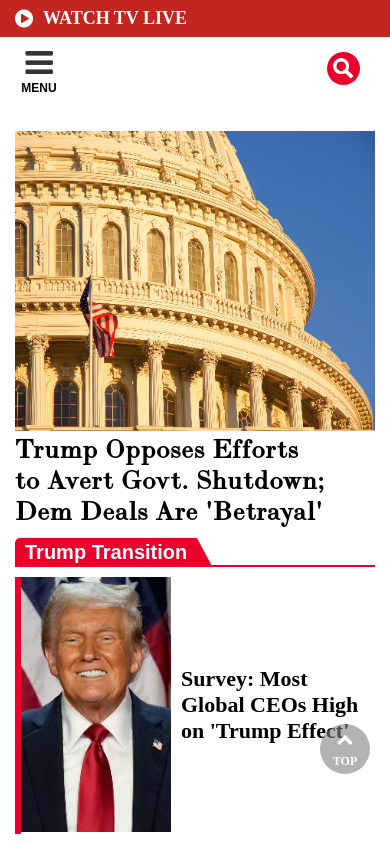 WATCH TV LIVE
MENU
Trump Opposes Efforts
to Avert Govt. Shutdown;
Dem Deals Are 'Betrayal'
Trump Transition
Survey: Most
Global CEOs High
on 'Trump Effect'
TOP